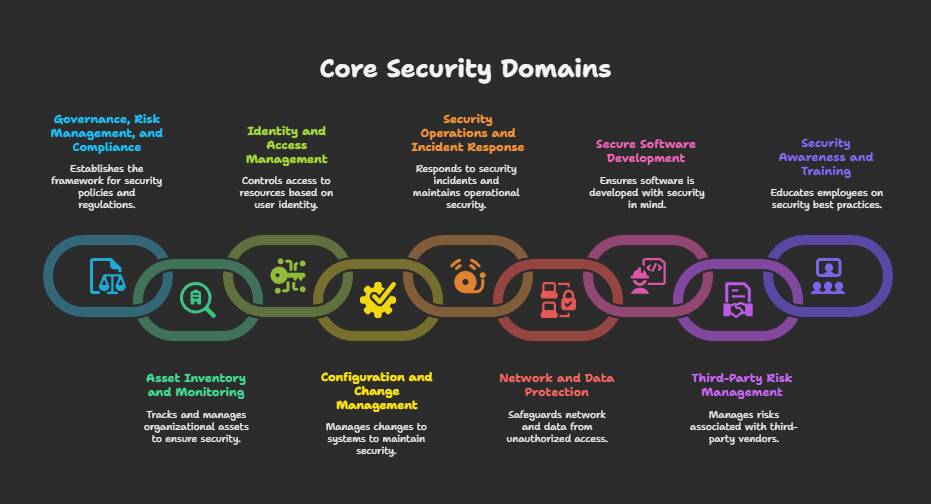 Core Security Domains
Governance, Risk
Management, and
Compliance
Establishes the
framework for security
policies and
regulations.
Identity and
Access
Management
Controls access to
resources based on
user identity.
Security
Operations and
Incident Response
Responds to security
incidents and
maintains operational
security.
Secure Software
Development
Ensures software is
developed with security
in mind.
Security
Awareness and
Training
Educates employees on
security best practices.
Asset Inventory
and Monitoring
Tracks and manages
organizational assets
to ensure security.
Configuration and
Change
Management
Manages changes to
systems to maintain
security.
Network and Data
Protection
Safeguards network
and data from
unauthorized access.
Third-Party Risk
Management
Manages risks
associated with third-
party vendors.